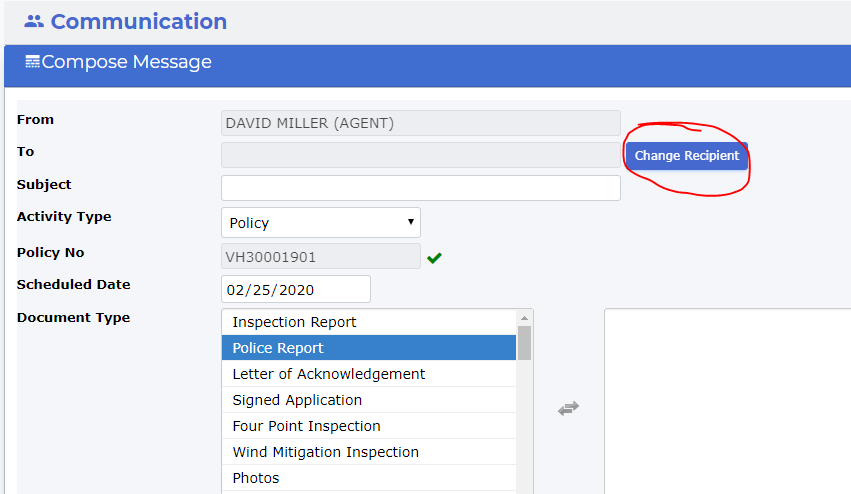 Communication
Compose Message
From DAVID MILLER (AGENT)
To Change Recipient
Subject
Activity Type Policy
Policy No VH30001901
Scheduled Date 02/25/2020
Document Type Inspection Report
Police Report
Letter of Acknowledgement
Signed Application
Four Point Inspection
Wind Mitigation Inspection
Photos